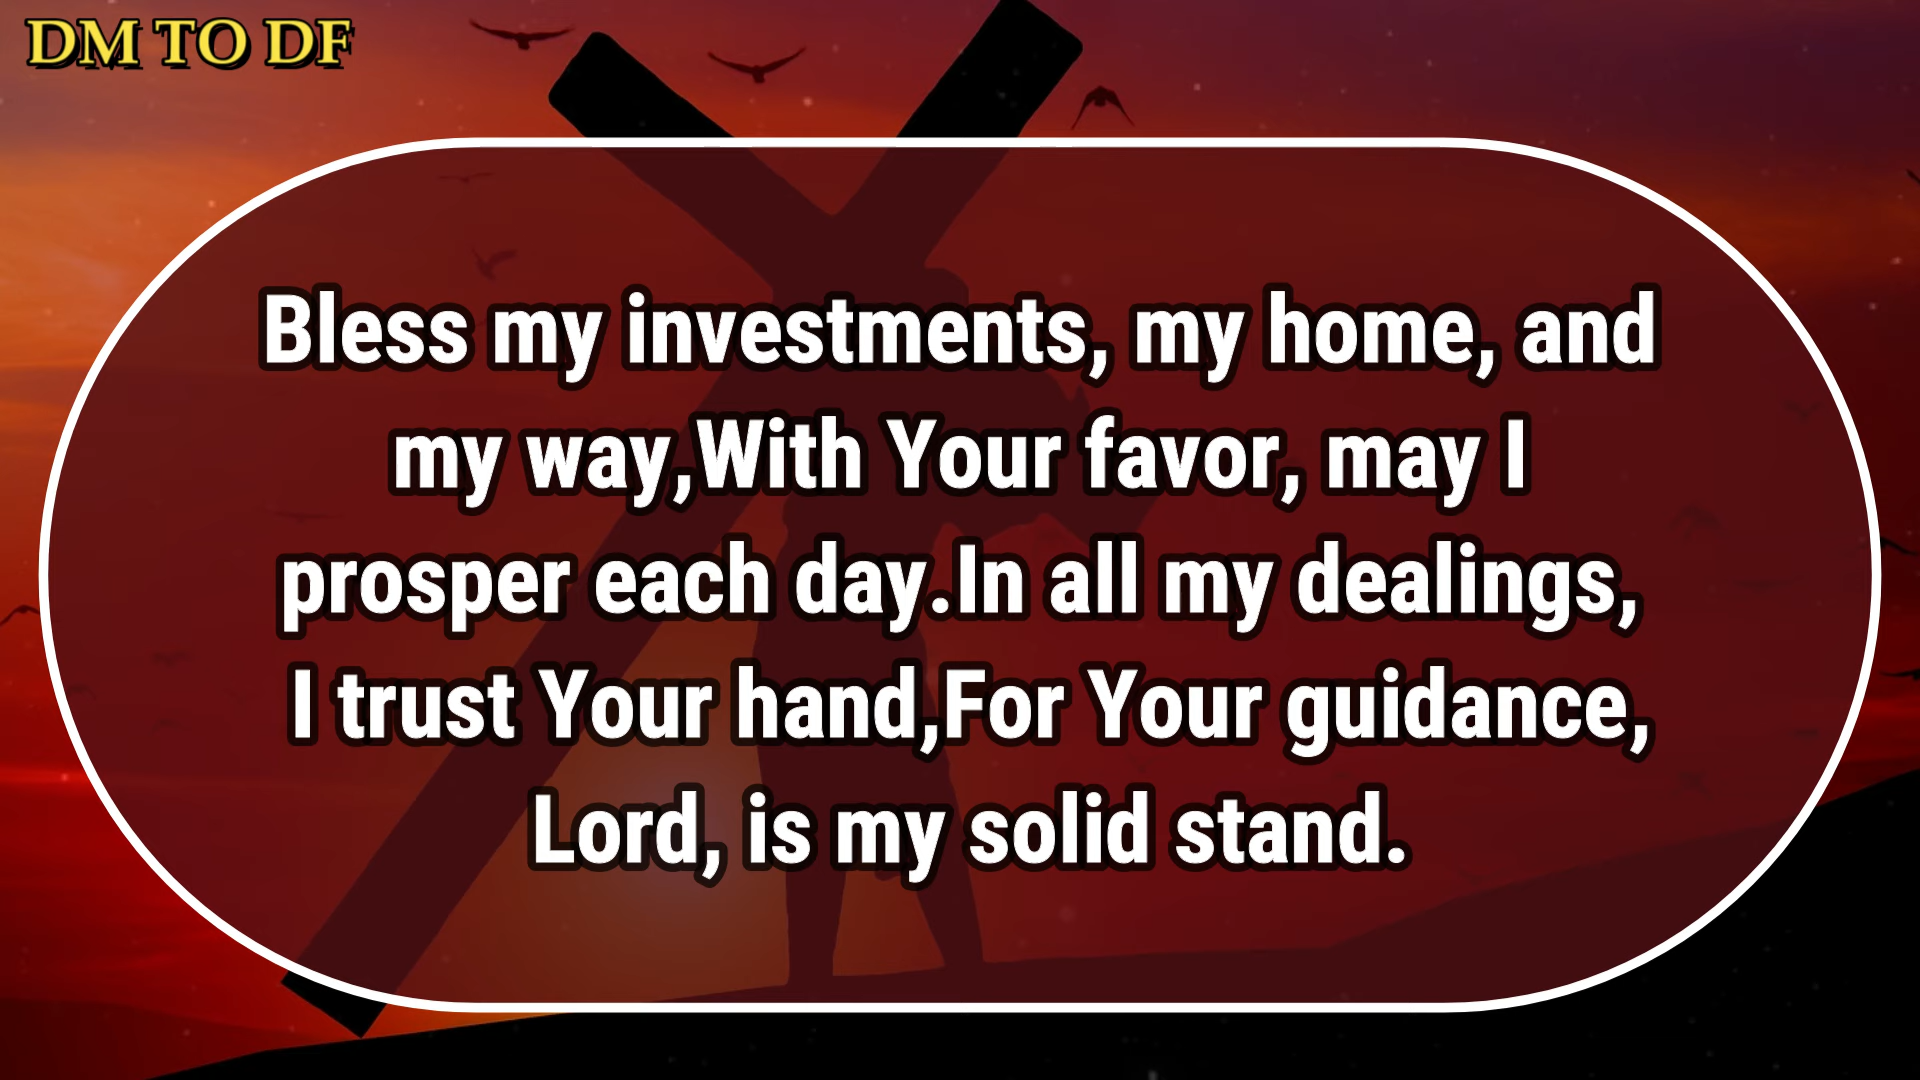 DM TO DF
Bless my investments, my home, and
my way,With Your favor, may I
prosper each day.In all my dealings,
I trust Your hand,For Your guidance,
Lord, is my solid stand.